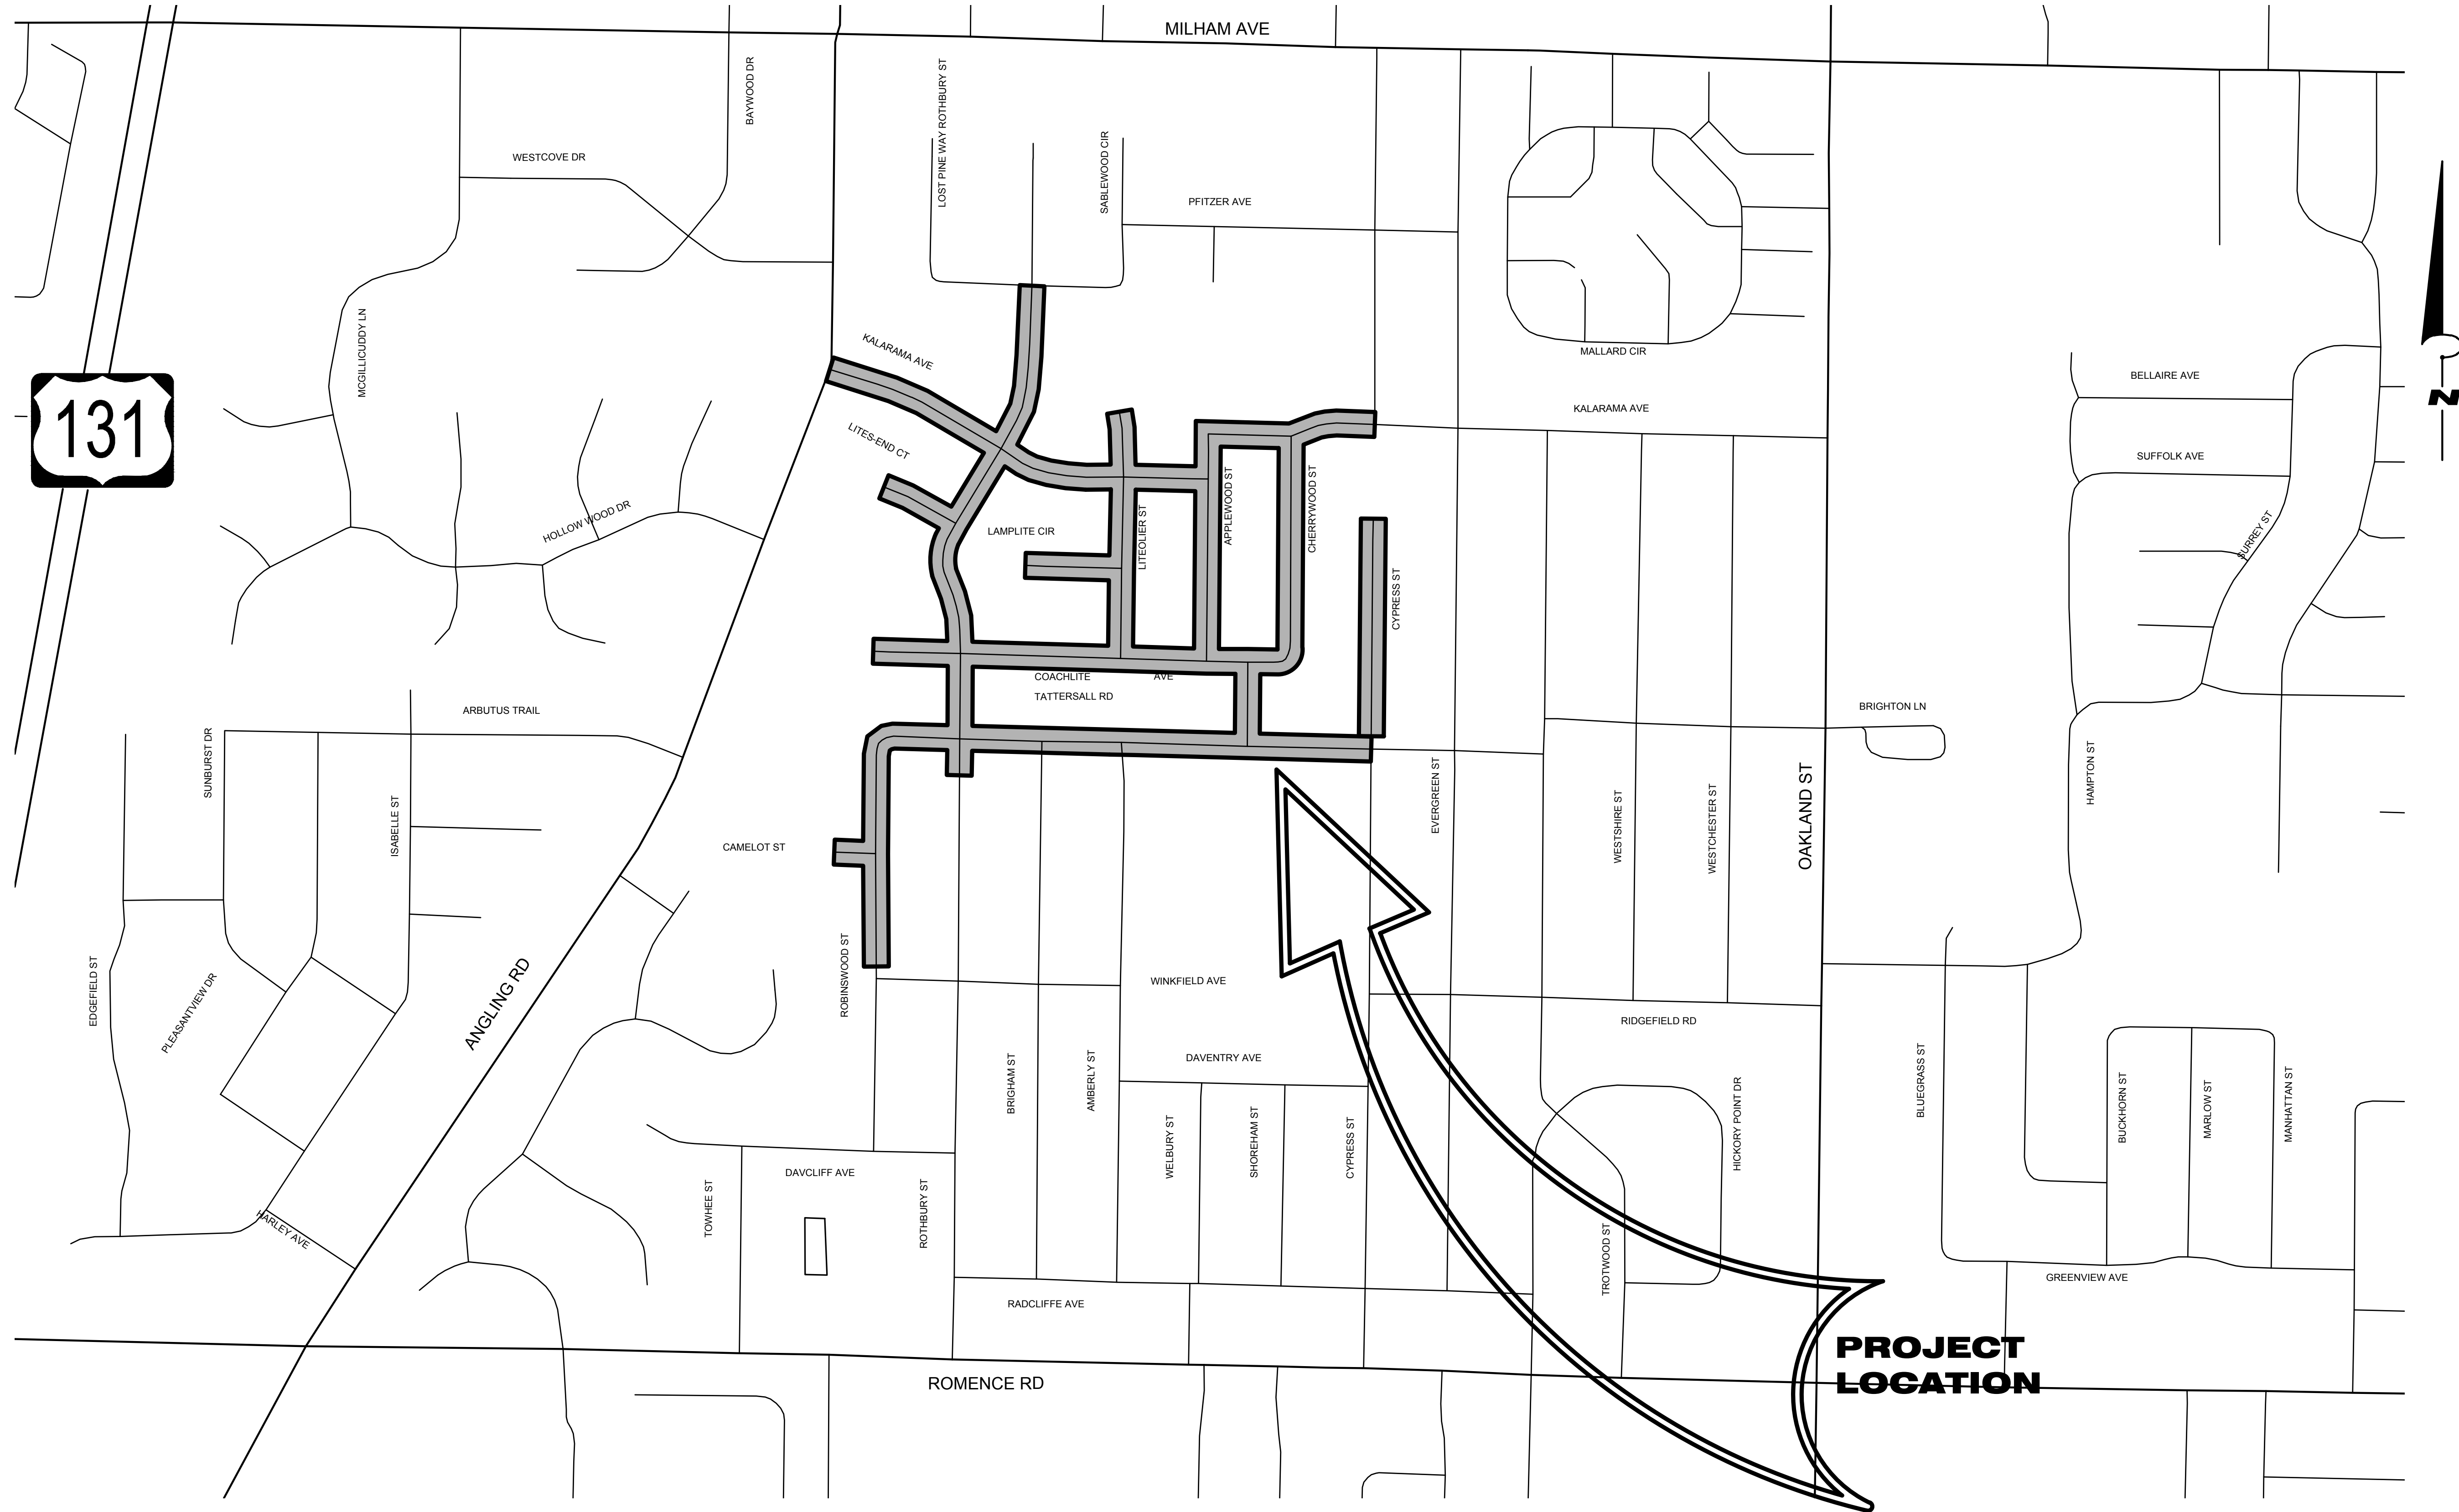 MILHAM AVE
BAYWOOD DR
LOST PINE WAY ROTHBURY ST
SABLEWOOD CIR
WESTCOVE DR
PFITZER AVE
MCGILLICUDDY LN
KALARAMA AVE
MALLARD CIR
BELLAIRE AVE
131
KALARAMA AVE
N
LITES-END CT
SUFFOLK AVE
HOLLOW WOOD DR
LAMPLITE CIR
LITEOLIER ST
APPLEWOOD ST
CHERRYWOOD ST
SURREY ST
CYPRESS ST
COACHLITE AVE
TATTERSALL RD
ARBUTUS TRAIL
BRIGHTON LN
SUNBURST DR
ISABELLE ST
CAMELOT ST
EVERGREEN ST
WESTSHIRE ST
WESTCHESTER ST
OAKLAND ST
HAMPTON ST
EDGEFIELD ST
PLEASANTVIEW DR
ANGLING RD
ROBINSWOOD ST
WINKFIELD AVE
RIDGEFIELD RD
DAVENTRY AVE
BRIGHAM ST
AMBERLY ST
WELBURY ST
SHOREHAM ST
CYPRESS ST
HICKORY POINT DR
BLUEGRASS ST
BUCKHORN ST
MARLOW ST
MANHATTAN ST
DAVCLIFF AVE
TOWHEE ST
ROTHBURY ST
HARLEY AVE
TROTWOOD ST
GREENVIEW AVE
RADCLIFFE AVE
PROJECT
LOCATION
ROMENCE RD